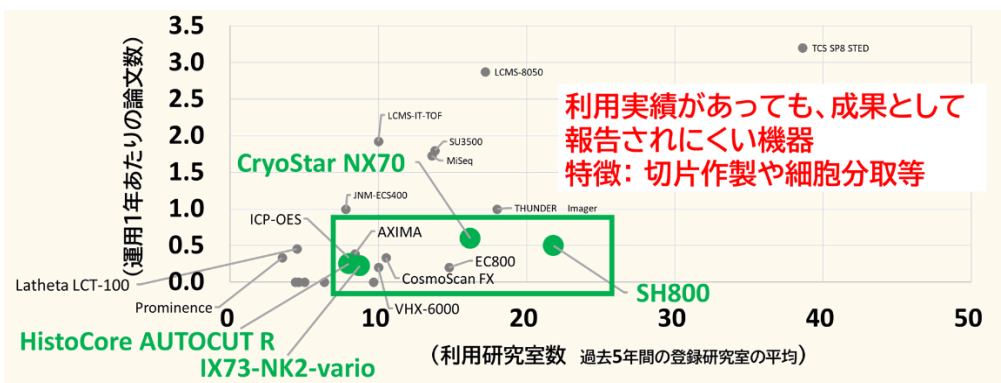 (運用1年あたりの論文数)
3.5
3.0
2.5
2.0
1.5
1.0
0.5
0.0
0
10
20
30
40
50
(利用研究室数 過去5年間の登録研究室の平均)
TCS SP8 STED
LCMS-8050
利用実績があっても、成果として
報告されにくい機器
特徴: 切片作製や細胞分取等
LCMS-IT-TOF
SU3500
MiSeq
CryoStar NX70
JNM-ECS400
THUNDER Imager
ICP-OES
AXIMA
EC800
CosmoScan FX
Latheta LCT-100
Prominence
VHX-6000
SH800
HistoCore AUTOCUT R
IX73-NK2-vario